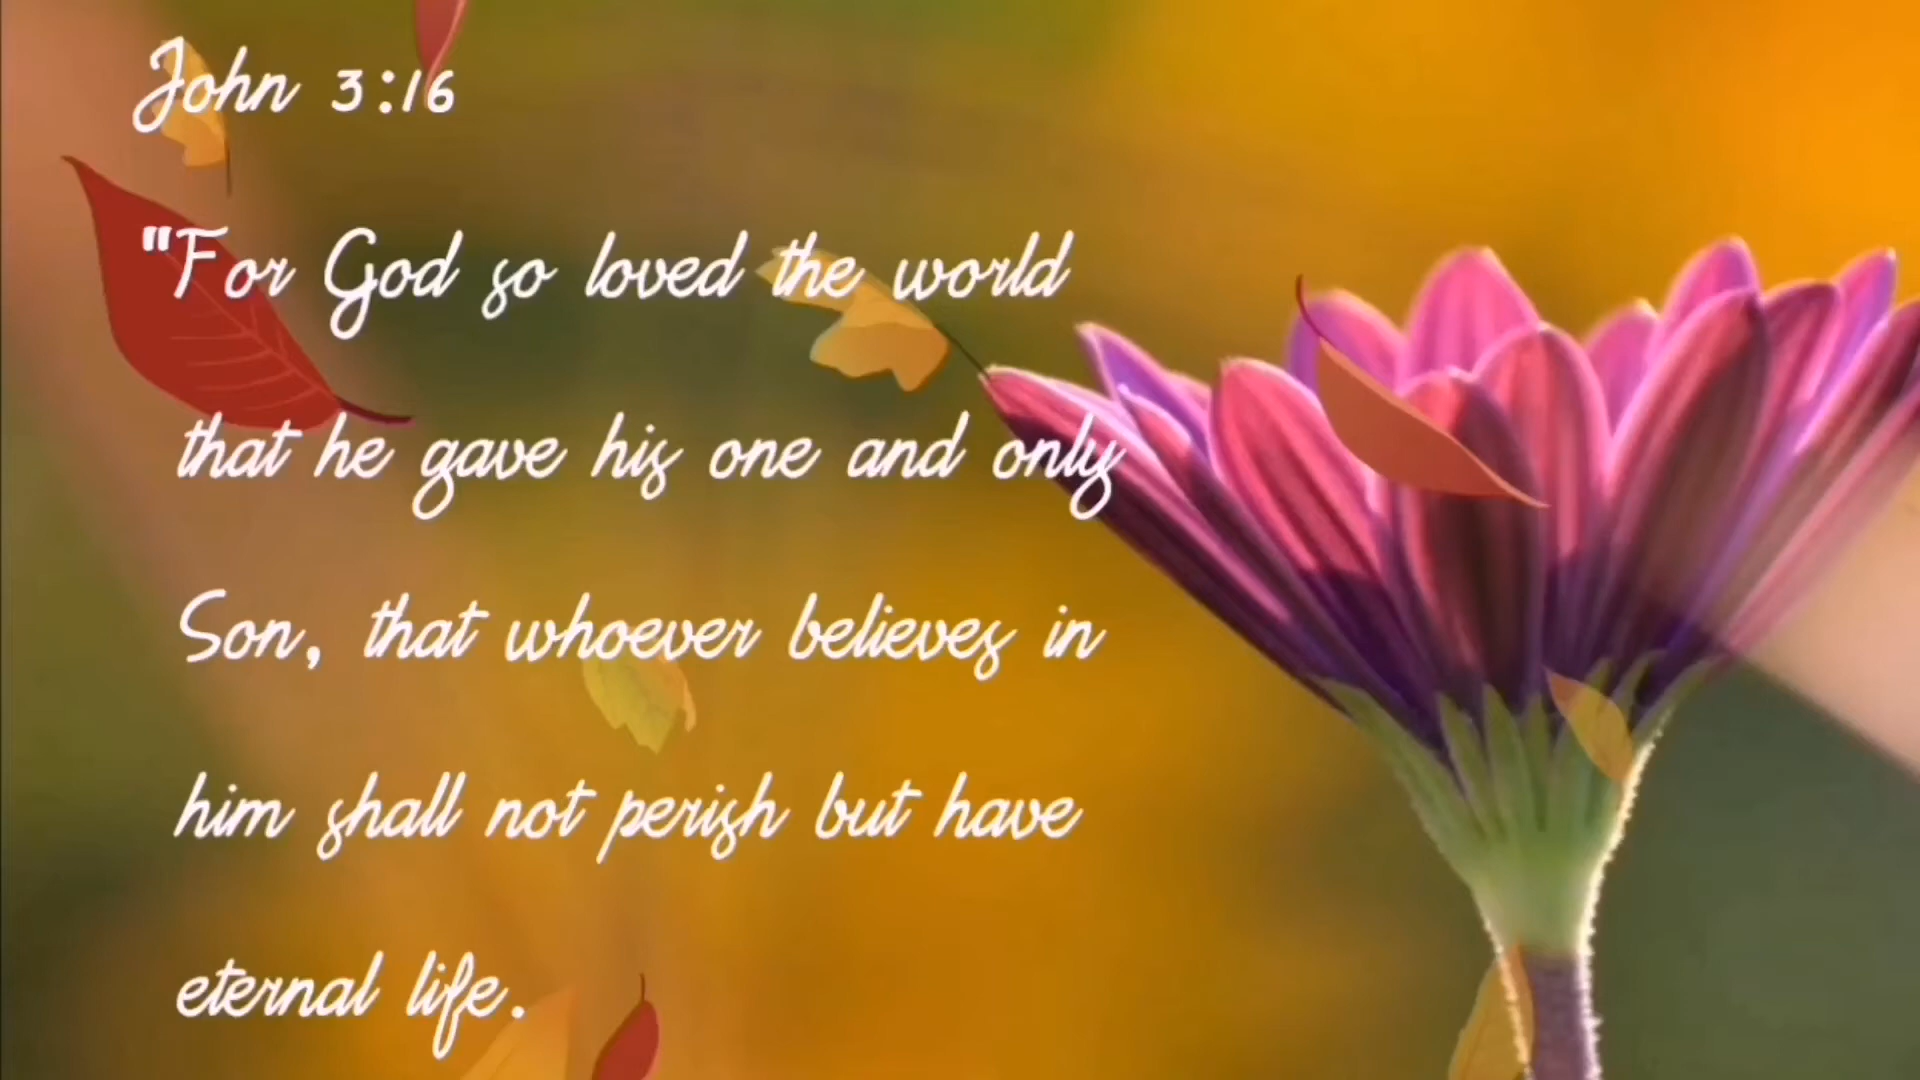 John 3:16
"For God so loved the world
that he gave his one and only
Son, that whoever believes in
him shall not perish but have
eternal life.